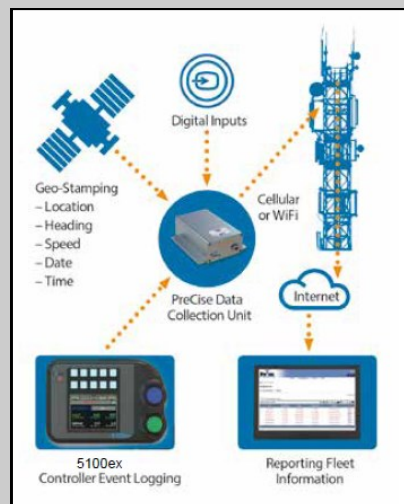 Digital Inputs
Geo-Stamping
– Location
– Heading
– Speed
– Date
– Time
Cellular
or WiFi
PreCise Data
Collection Unit
Internet
5100ex
Controller Event Logging
Reporting Fleet
Information